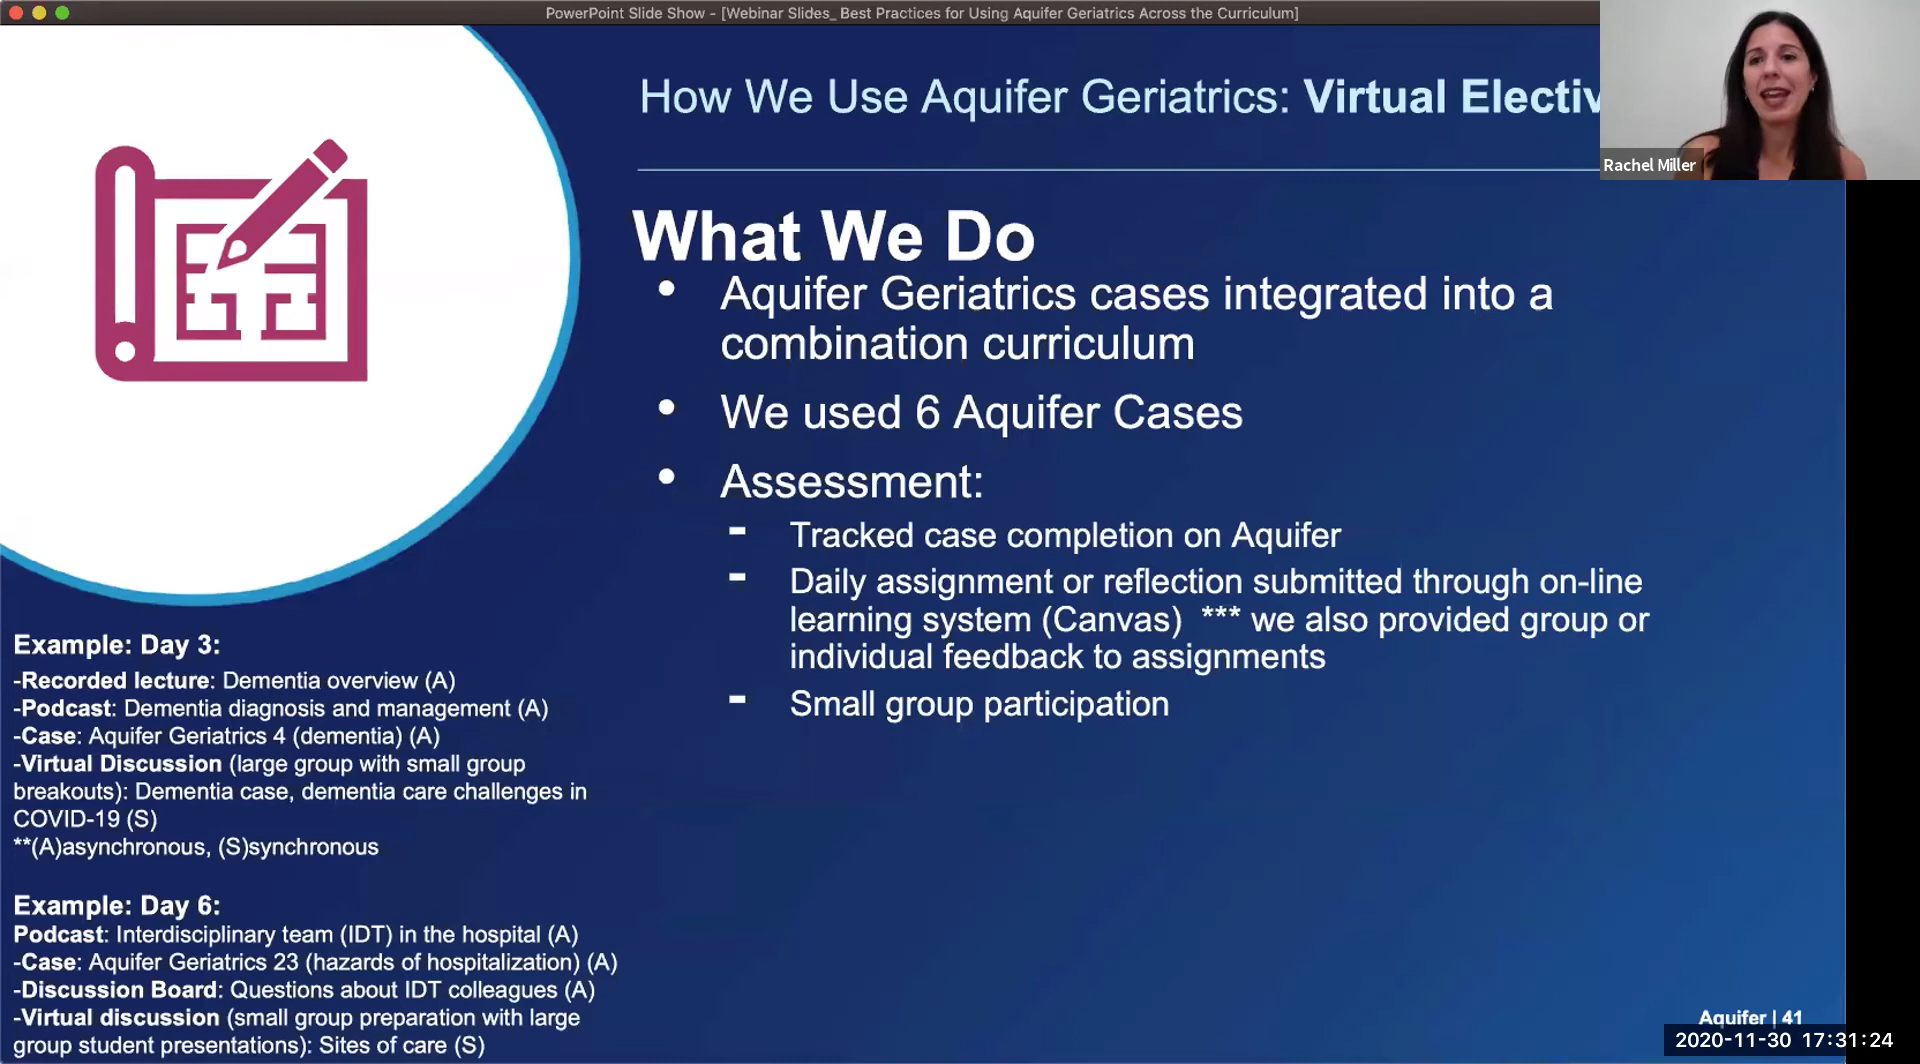 PowerPoint Slide Show - [Webinar Slides_ Best Practices for Using Aquifer Geriatrics Across the Curriculum]
How We Use Aquifer Geriatrics: Virtual Electiv
Rachel Miller
What We Do
• Aquifer Geriatrics cases integrated into a
combination curriculum
• We used 6 Aquifer Cases
• Assessment:
- Tracked case completion on Aquifer
- Daily assignment or reflection submitted through on-line
learning system (Canvas) *** we also provided group or
individual feedback to assignments
- Small group participation
Example: Day 3:
-Recorded lecture: Dementia overview (A)
-Podcast: Dementia diagnosis and management (A)
-Case: Aquifer Geriatrics 4 (dementia) (A)
-Virtual Discussion (large group with small group
breakouts): Dementia case, dementia care challenges in
COVID-19 (S)
**(A)asynchronous, (S)synchronous
Example: Day 6:
Podcast: Interdisciplinary team (IDT) in the hospital (A)
-Case: Aquifer Geriatrics 23 (hazards of hospitalization) (A)
-Discussion Board: Questions about IDT colleagues (A)
-Virtual discussion (small group preparation with large
group student presentations): Sites of care (S)
Aquifer | 41
2020-11-30 17:31:24